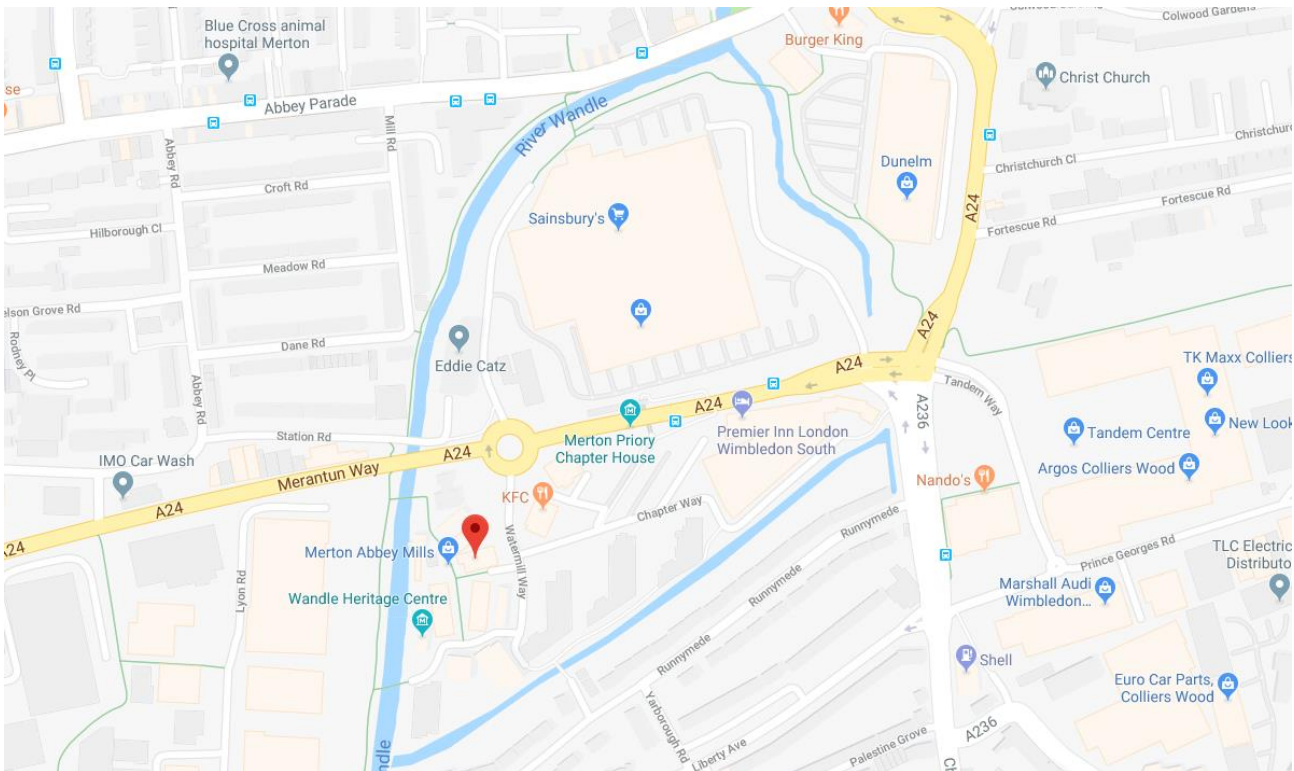 Blue Cross animal
hospital Merton
Burger King
Colwood Gardens
Christ Church
se
Abbey Parade
River Wandle
Mill Rd
Abbey Rd
Croft Rd
Dunelm
Christchurch
Christchurch Cl
Fortescue Rd
Fortescue Rd
A24
Sainsbury's
Hilborough Cl
Meadow Rd
elson Grove Rd
Rodney Pl
Dane Rd
Eddie Catz
A24
A24
TK Maxx Colliers
Abbey Rd
Station Rd
A24
A236
Tandem Way
New Look
Tandem Centre
Merton Priory
Chapter House
Premier Inn London
Wimbledon South
Argos Colliers Wood
IMO Car Wash
Merantun Way
A24
Nando's
KFC
A24
A24
Chapter Way
Runnymede
Watermill Way
Merton Abbey Mills
Prince Georges Rd
TLC Electric
Distributo
Lyon Rd
Wandle Heritage Centre
Runnymede
Marshall Audi
Wimbledon...
Runnymede
Shell
Euro Car Parts,
Colliers Wood
Yarborough Rd
Liberty Ave
Palestine Grove
A236
ndle
Ch